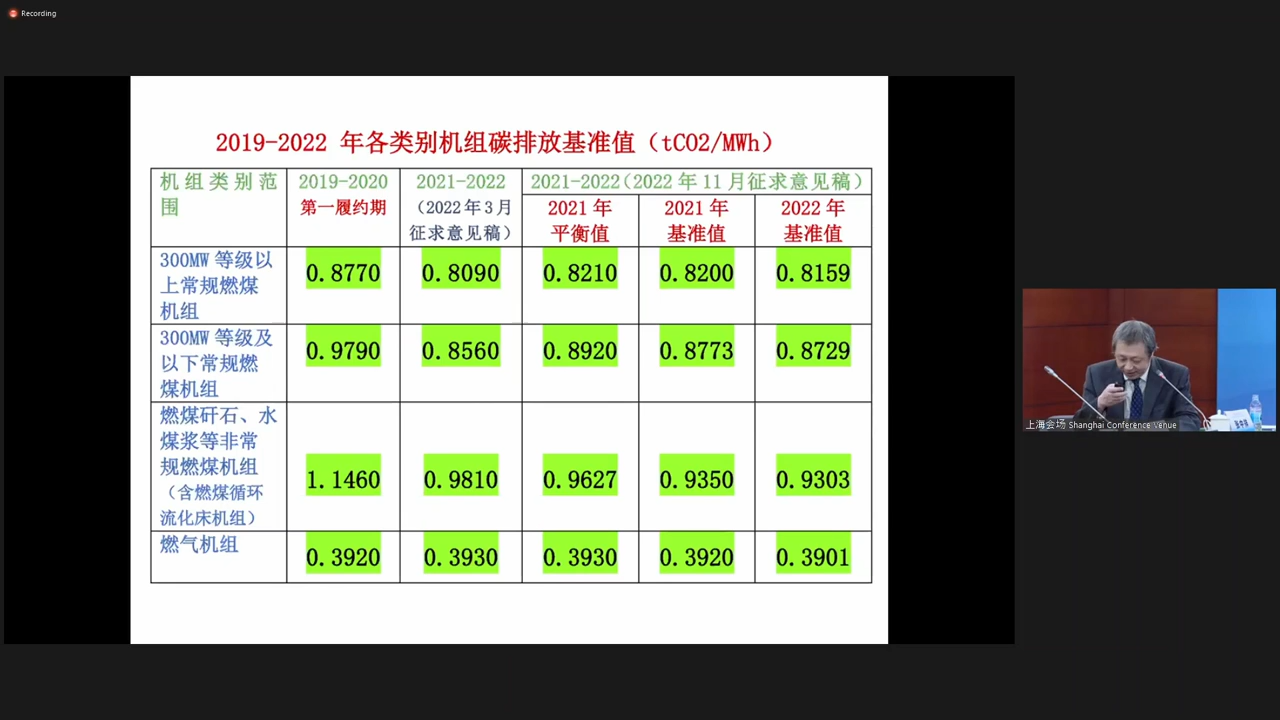 Recording
2019-2022 年各类别机组碳排放基准值（tCO2/MWh）
机组类别范
围
2019-2020
第一履约期
2021-2022
（2022年3月
征求意见稿）
2021-2022（2022年11月征求意见稿）
2021年
平衡值
2021年
基准值
2022年
基准值
300MW等级以
上常规燃煤
机组
0.8770
0.8090
0.8210
0.8200
0.8159
300MW等级及
以下常规燃
煤机组
0.9790
0.8560
0.8920
0.8773
0.8729
燃煤矸石、水
煤浆等非常
规燃煤机组
（含燃煤循环
流化床机组）
1.1460
0.9810
0.9627
0.9350
0.9303
燃气机组
0.3920
0.3930
0.3930
0.3920
0.3901
上海会场 Shanghai Conference Venue